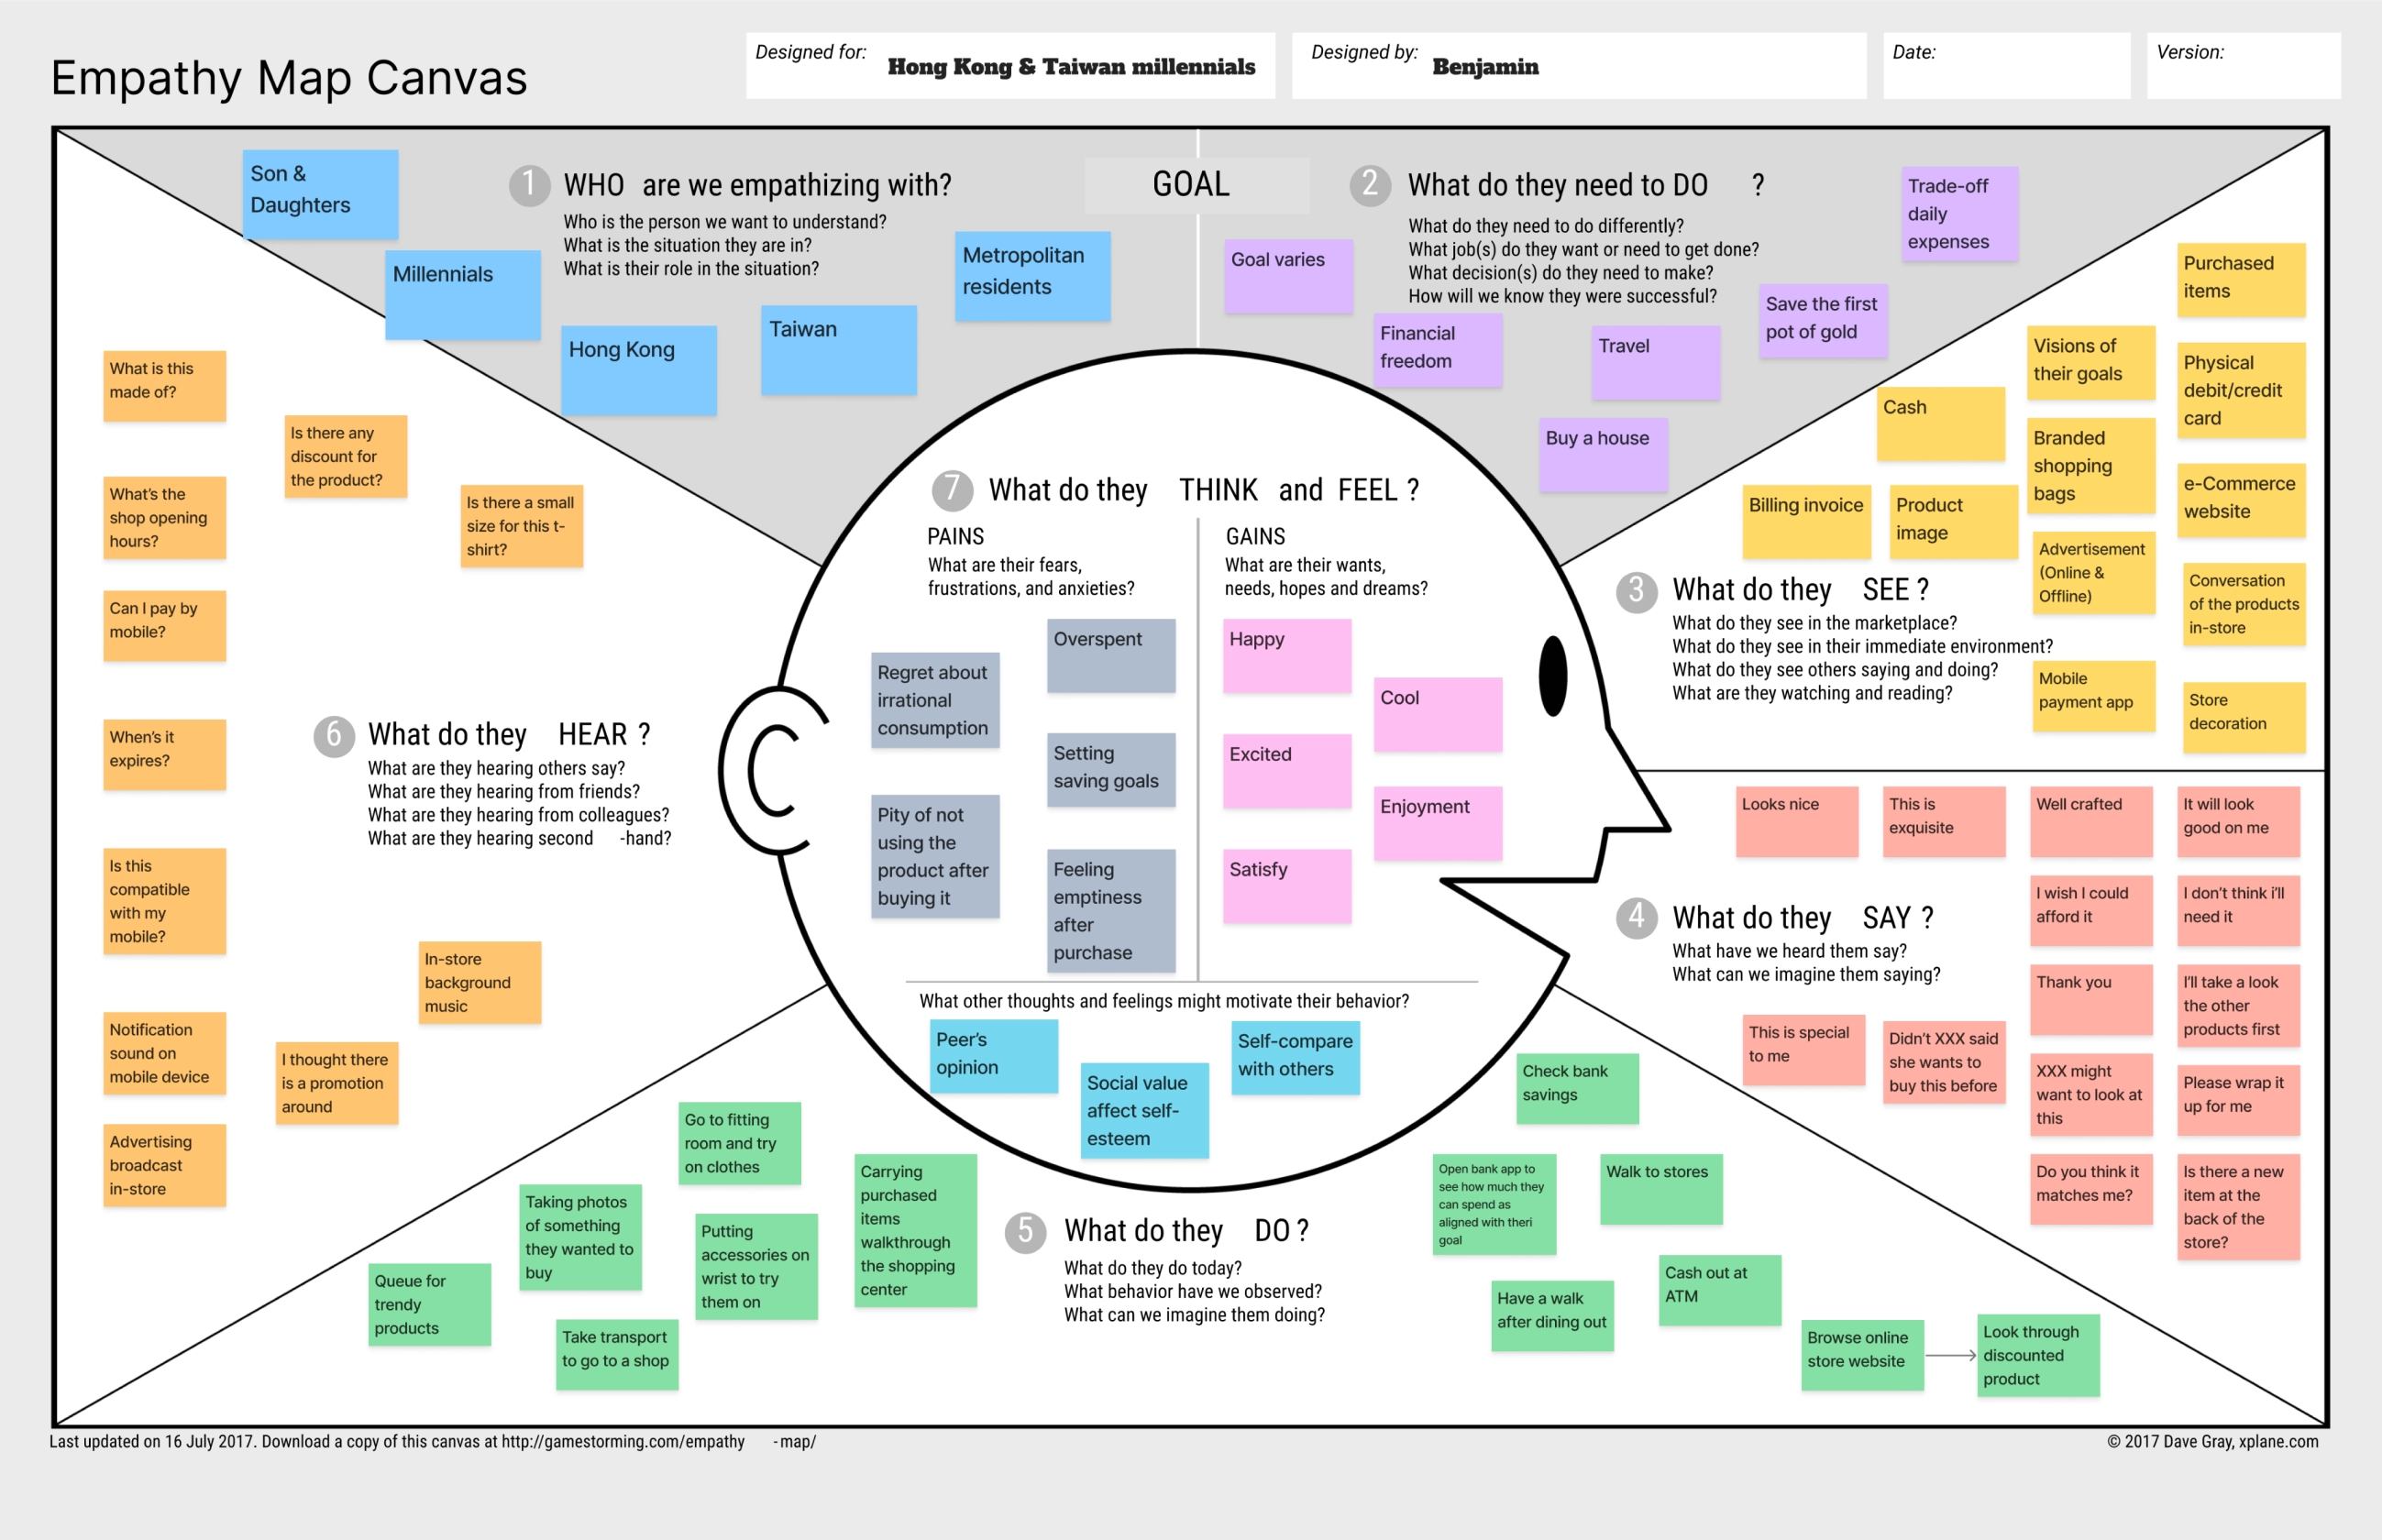 Empathy Map Canvas
Designed for:
Hong Kong & Taiwan millennials
Designed by:
Benjamin
Date:
Version:
GOAL
1
WHO are we empathizing with?
Who is the person we want to understand?
What is the situation they are in?
What is their role in the situation?
Son &
Daughters
Millennials
Hong Kong
Taiwan
Metropolitan
residents
2
What do they need to DO ?
What do they need to do differently?
What job(s) do they want or need to get done?
What decision(s) do they need to make?
How will we know they were successful?
Goal varies
Financial
freedom
Travel
Buy a house
Save the first
pot of gold
Trade-off
daily
expenses
3
What do they SEE ?
What do they see in the marketplace?
What do they see in their immediate environment?
What do they see others saying and doing?
What are they watching and reading?
Purchased
items
Visions of
their goals
Physical
debit/credit
card
Cash
Branded
shopping
bags
e-Commerce
website
Billing invoice
Product
image
Advertisement
(Online &
Offline)
Conversation
of the products
in-store
Mobile
payment app
Store
decoration
4
What do they SAY ?
What have we heard them say?
What can we imagine them saying?
Looks nice
This is
exquisite
Well crafted
It will look
good on me
I wish I could
afford it
I don't think i'll
need it
Thank you
I'll take a look
the other
products first
This is special
to me
Didn't XXX said
she wants to
buy this before
XXX might
want to look at
this
Please wrap it
up for me
Do you think it
matches me?
Is there a new
item at the
back of the
store?
5
What do they DO ?
What do they do today?
What behavior have we observed?
What can we imagine them doing?
Go to fitting
room and try
on clothes
Carrying
purchased
items
walkthrough
the shopping
center
Taking photos
of something
they wanted to
buy
Putting
accessories on
wrist to try
them on
Queue for
trendy
products
Take transport
to go to a shop
Check bank
savings
Open bank app to
see how much they
can spend as
aligned with theri
goal
Walk to stores
Cash out at
ATM
Have a walk
after dining out
Browse online
store website
Look through
discounted
product
6
What do they HEAR ?
What are they hearing others say?
What are they hearing from friends?
What are they hearing from colleagues?
What are they hearing second -hand?
What is this
made of?
Is there any
discount for
the product?
What's the
shop opening
hours?
Is there a small
size for this t-
shirt?
Can I pay by
mobile?
When's it
expires?
Is this
compatible
with my
mobile?
In-store
background
music
Notification
sound on
mobile device
I thought there
is a promotion
around
Advertising
broadcast
in-store
7
What do they THINK and FEEL ?
PAINS
What are their fears,
frustrations, and anxieties?
Overspent
Regret about
irrational
consumption
Setting
saving goals
Pity of not
using the
product after
buying it
Feeling
emptiness
after
purchase
GAINS
What are their wants,
needs, hopes and dreams?
Happy
Cool
Excited
Enjoyment
Satisfy
What other thoughts and feelings might motivate their behavior?
Peer's
opinion
Social value
affect self-
esteem
Self-compare
with others
Last updated on 16 July 2017. Download a copy of this canvas at http://gamestorming.com/empathy -map/
© 2017 Dave Gray, xplane.com